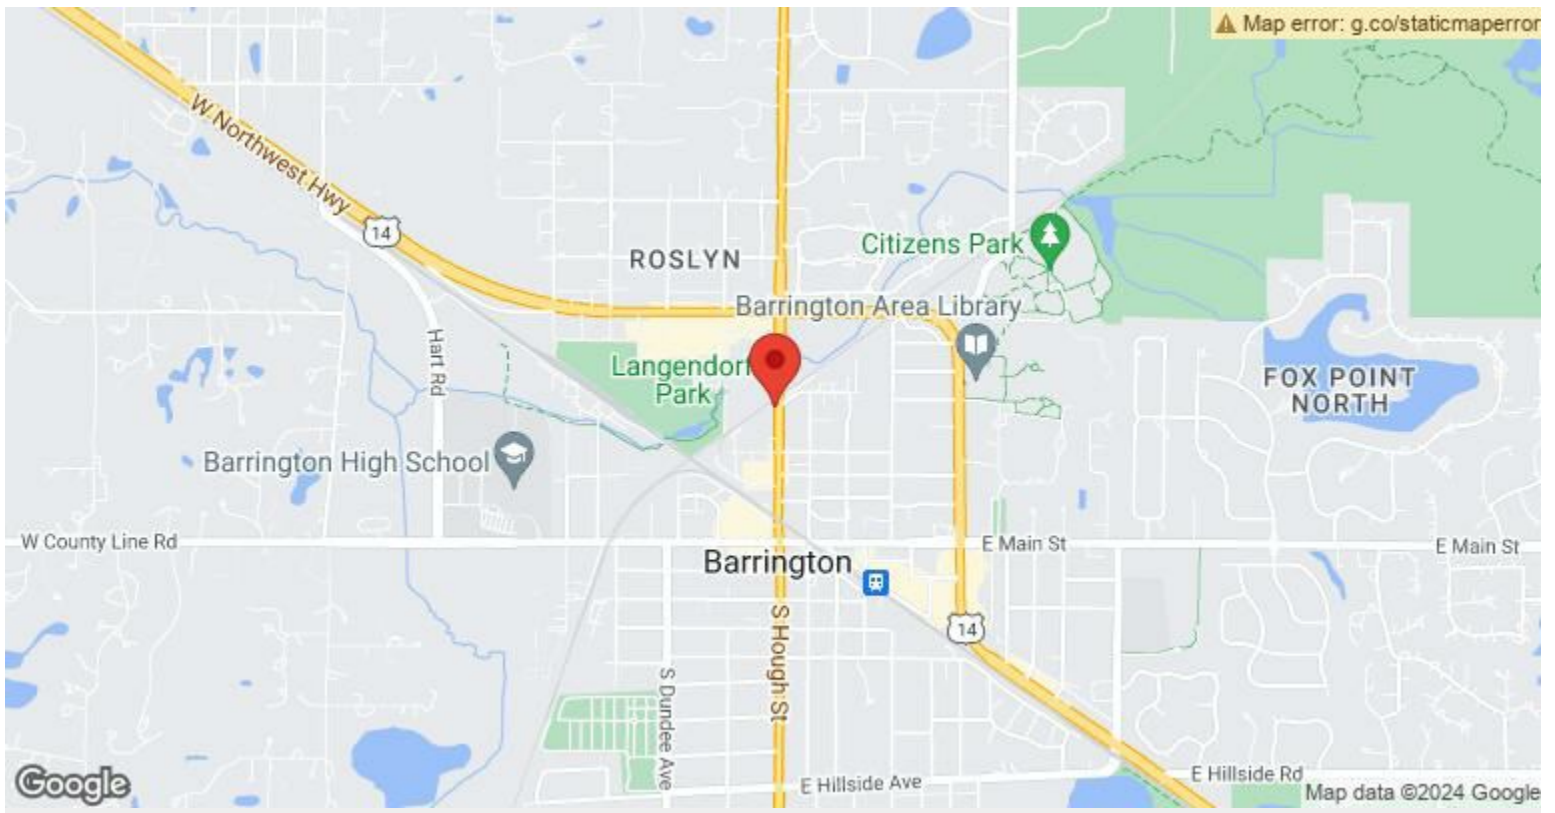 Map error: g.co/staticmaperror
W Northwest Hwy
14
ROSLYN
Citizens Park
Barrington Area Library
Hart Rd
Langendorf
Park
FOX POINT
NORTH
Barrington High School
W County Line Rd
E Main St
E Main St
Barrington
S Hough St
14
S Dundee Ave
E Hillside Ave
E Hillside Rd
Google
Map data ©2024 Google